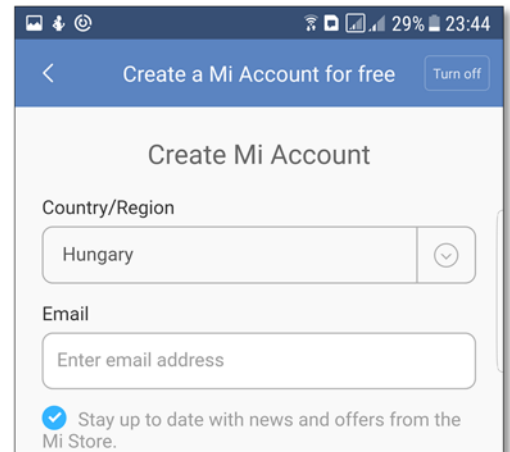 29% 23:44
Create a Mi Account for free Turn off
Create Mi Account
Country/Region
Hungary
Email
Enter email address
Stay up to date with news and offers from the
Mi Store.